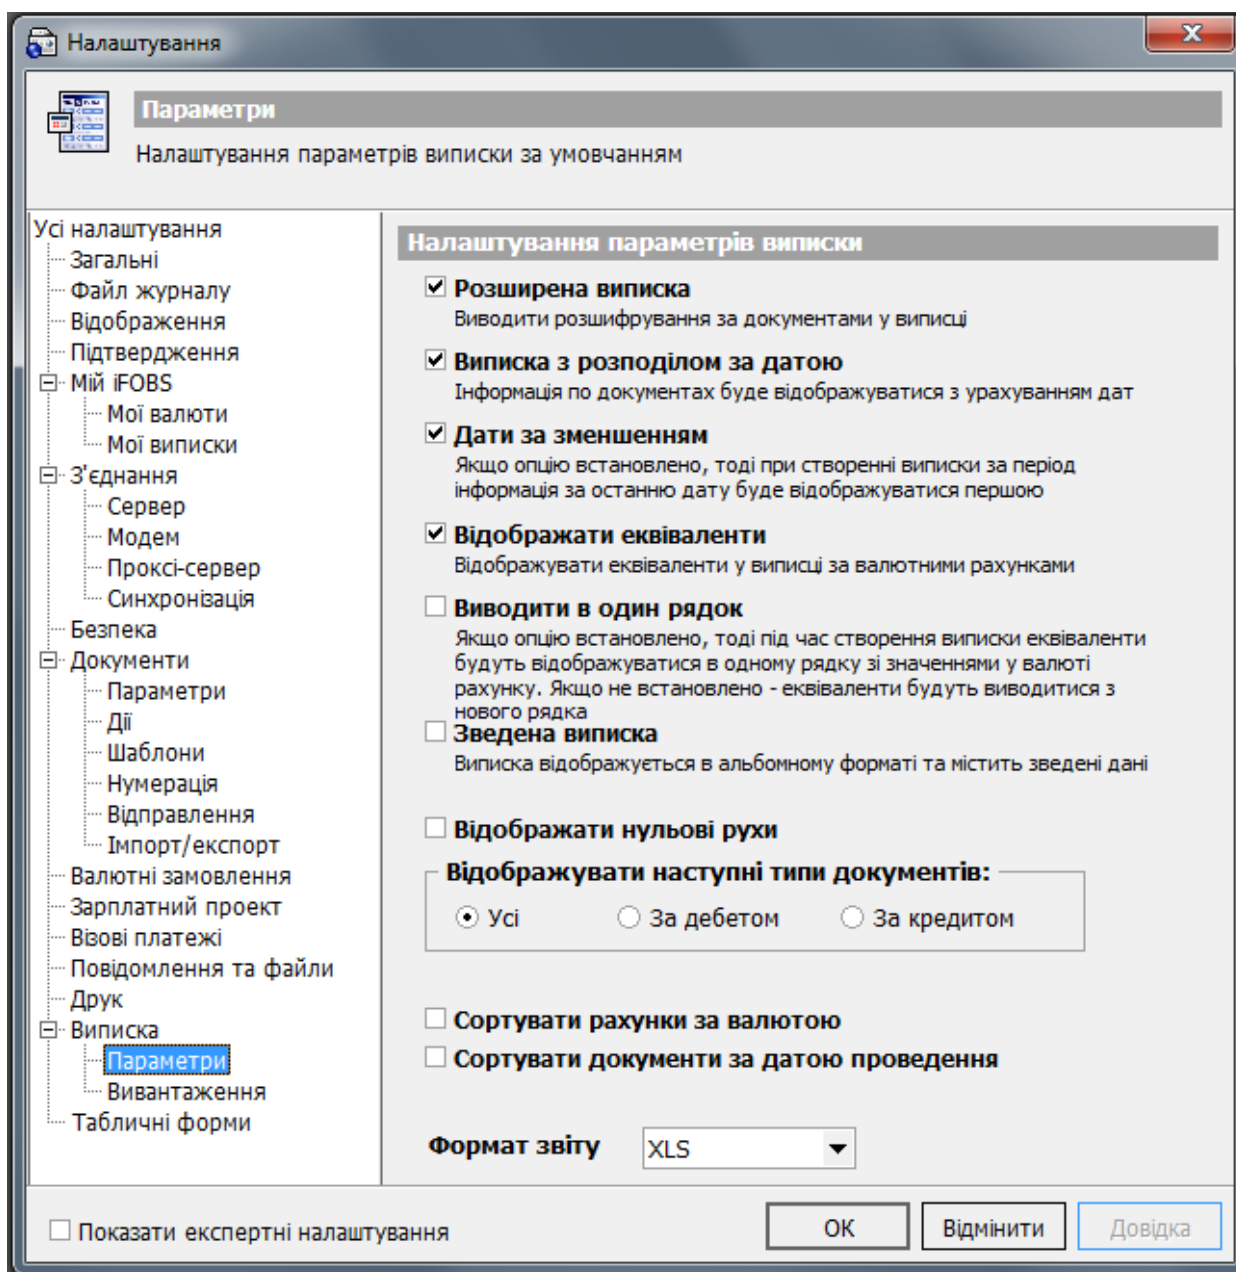 Налаштування
Параметри
Налаштування параметрів виписки за умовчанням
Усі налаштування
Загальні
Файл журналу
Відображення
Підтвердження
Мій iFOBS
Мої валюти
Мої виписки
З'єднання
Сервер
Модем
Проксі-сервер
Синхронізація
Безпека
Документи
Параметри
Дії
Шаблони
Нумерація
Відправлення
Імпорт/експорт
Валютні замовлення
Зарплатний проект
Візові платежі
Повідомлення та файли
Друк
Виписка
Параметри
Вивантаження
Табличні форми
Налаштування параметрів виписки
Розширена виписка
Виводити розшифрування за документами у виписці
Виписка з розподілом за датою
Інформація по документах буде відображуватися з урахуванням дат
Дати за зменшенням
Якщо опцію встановлено, тоді при створенні виписки за період
інформація за останню дату буде відображуватися першою
Відображати еквіваленти
Відображувати еквіваленти у виписці за валютними рахунками
Виводити в один рядок
Якщо опцію встановлено, тоді під час створення виписки еквіваленти
будуть відображуватися в одному рядку зі значеннями у валюті
рахунку. Якщо не встановлено - еквіваленти будуть виводитися з
нового рядка
Зведена виписка
Виписка відображується в альбомному форматі та містить зведені дані
Відображати нульові рухи
Відображувати наступні типи документів:
Усі За дебетом За кредитом
Сортувати рахунки за валютою
Сортувати документи за датою проведення
Формат звіту XLS
Показати експертні налаштування
OK Відмінити Довідка